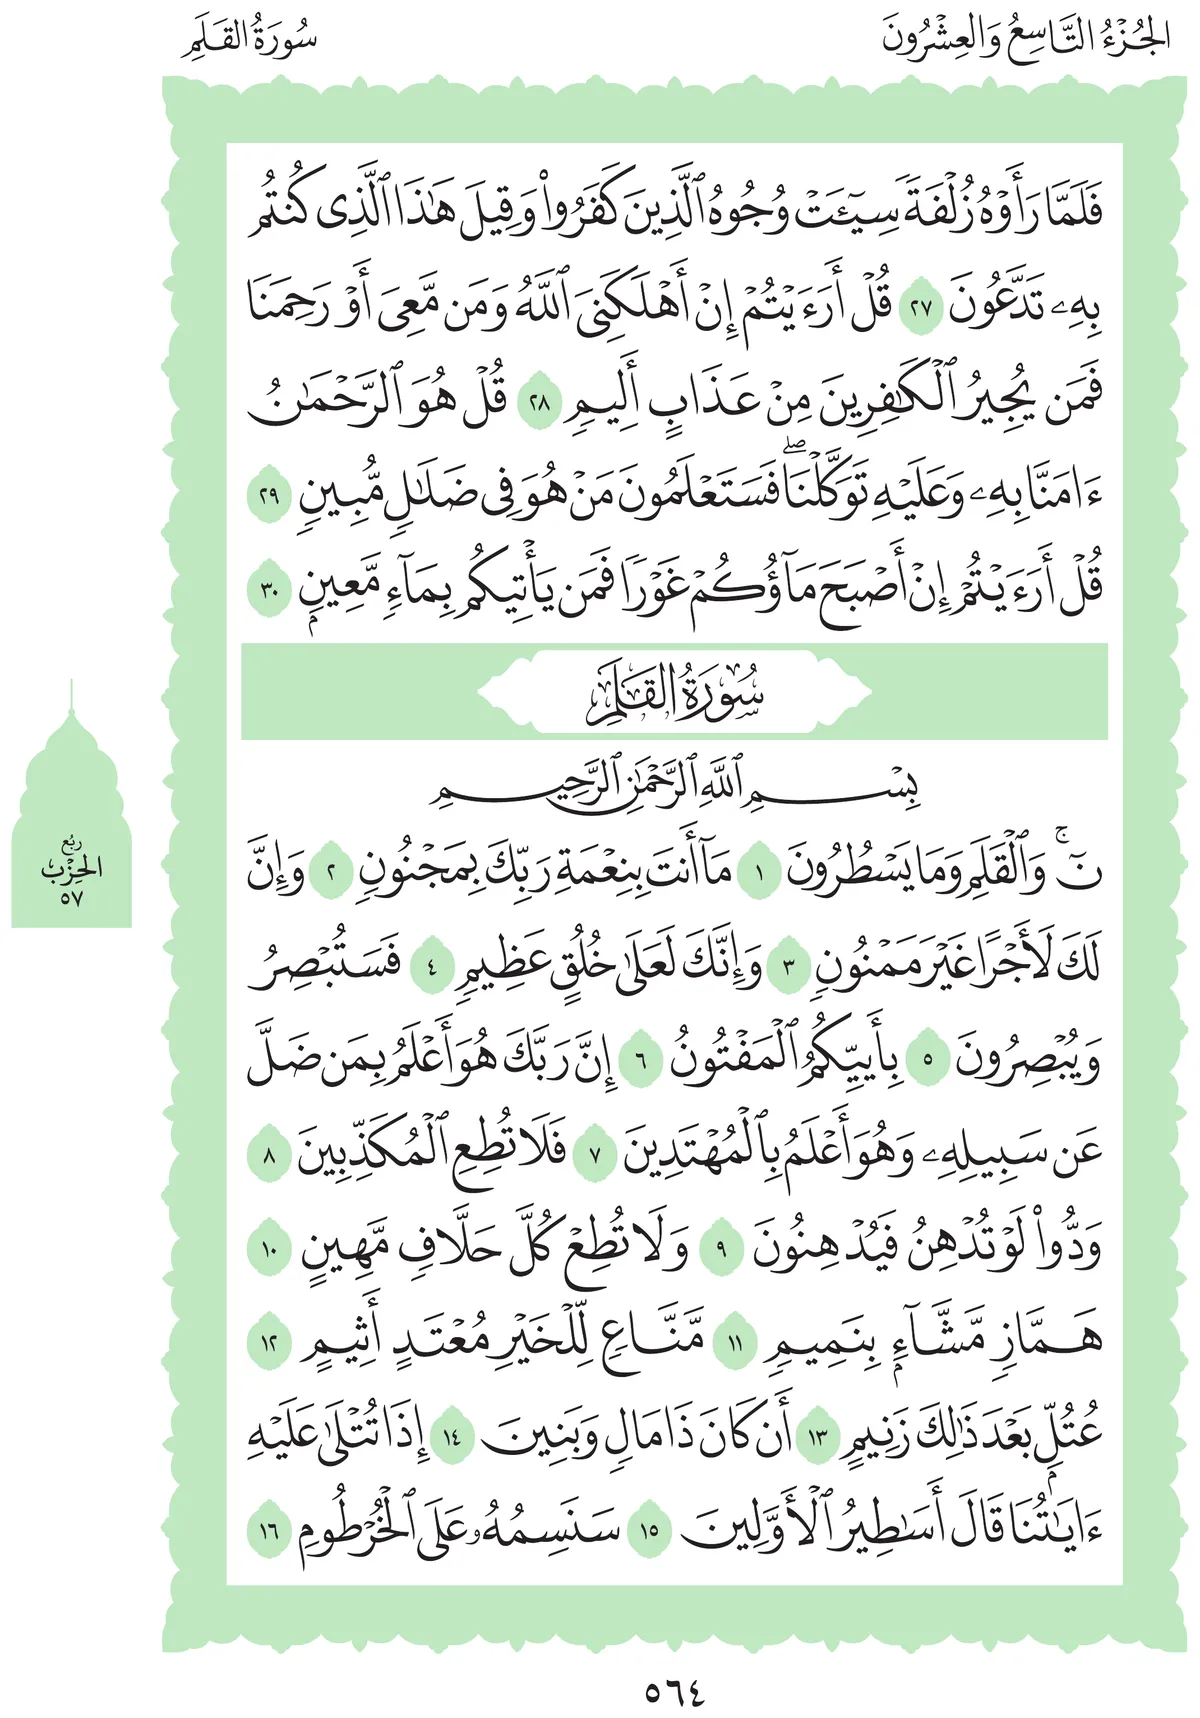 الجُزْءُ التَّاسِعُ وَالعِشْرُونَ
سُورَةُ القَلَمِ
فَلَمَّا رَأَوْهُ زُلْفَةً سِيٓـَٔتْ وُجُوهُ ٱلَّذِينَ كَفَرُوا۟ وَقِيلَ هَٰذَا ٱلَّذِى كُنتُم
بِهِۦ تَدَّعُونَ ٢٧ قُلْ أَرَءَيْتُمْ إِنْ أَهْلَكَنِىَ ٱللَّهُ وَمَن مَّعِىَ أَوْ رَحِمَنَا
فَمَن يُجِيرُ ٱلْكَٰفِرِينَ مِنْ عَذَابٍ أَلِيمٍ ٢٨ قُلْ هُوَ ٱلرَّحْمَٰنُ
ءَامَنَّا بِهِۦ وَعَلَيْهِ تَوَكَّلْنَا ۖ فَسَتَعْلَمُونَ مَنْ هُوَ فِى ضَلَٰلٍ مُّبِينٍ ٢٩
قُلْ أَرَءَيْتُمْ إِنْ أَصْبَحَ مَآؤُكُمْ غَوْرًا فَمَن يَأْتِيكُم بِمَآءٍ مَّعِينٍۭ ٣٠
سُورَةُ القَلَمِ
بِسْمِ ٱللَّهِ ٱلرَّحْمَٰنِ ٱلرَّحِيمِ
نٓ ۚ وَٱلْقَلَمِ وَمَا يَسْطُرُونَ ١ مَآ أَنتَ بِنِعْمَةِ رَبِّكَ بِمَجْنُونٍ ٢ وَإِنَّ
لَكَ لَأَجْرًا غَيْرَ مَمْنُونٍ ٣ وَإِنَّكَ لَعَلَىٰ خُلُقٍ عَظِيمٍ ٤ فَسَتُبْصِرُ
وَيُبْصِرُونَ ٥ بِأَييِّكُمُ ٱلْمَفْتُونُ ٦ إِنَّ رَبَّكَ هُوَ أَعْلَمُ بِمَن ضَلَّ
عَن سَبِيلِهِۦ وَهُوَ أَعْلَمُ بِٱلْمُهْتَدِينَ ٧ فَلَا تُطِعِ ٱلْمُكَذِّبِينَ ٨
وَدُّوا۟ لَوْ تُدْهِنُ فَيُدْهِنُونَ ٩ وَلَا تُطِعْ كُلَّ حَلَّافٍ مَّهِينٍ ١٠
هَمَّازٍ مَّشَّآءٍۭ بِنَمِيمٍ ١١ مَّنَّاعٍ لِّلْخَيْرِ مُعْتَدٍ أَثِيمٍ ١٢
عُتُلٍّۭ بَعْدَ ذَٰلِكَ زَنِيمٍ ١٣ أَن كَانَ ذَا مَالٍ وَبَنِينَ ١٤ إِذَا تُتْلَىٰ عَلَيْهِ
ءَايَٰتُنَا قَالَ أَسَٰطِيرُ ٱلْأَوَّلِينَ ١٥ سَنَسِمُهُۥ عَلَى ٱلْخُرْطُومِ ١٦
رُبُع
الحِزْب
٥٧
٥٦٤